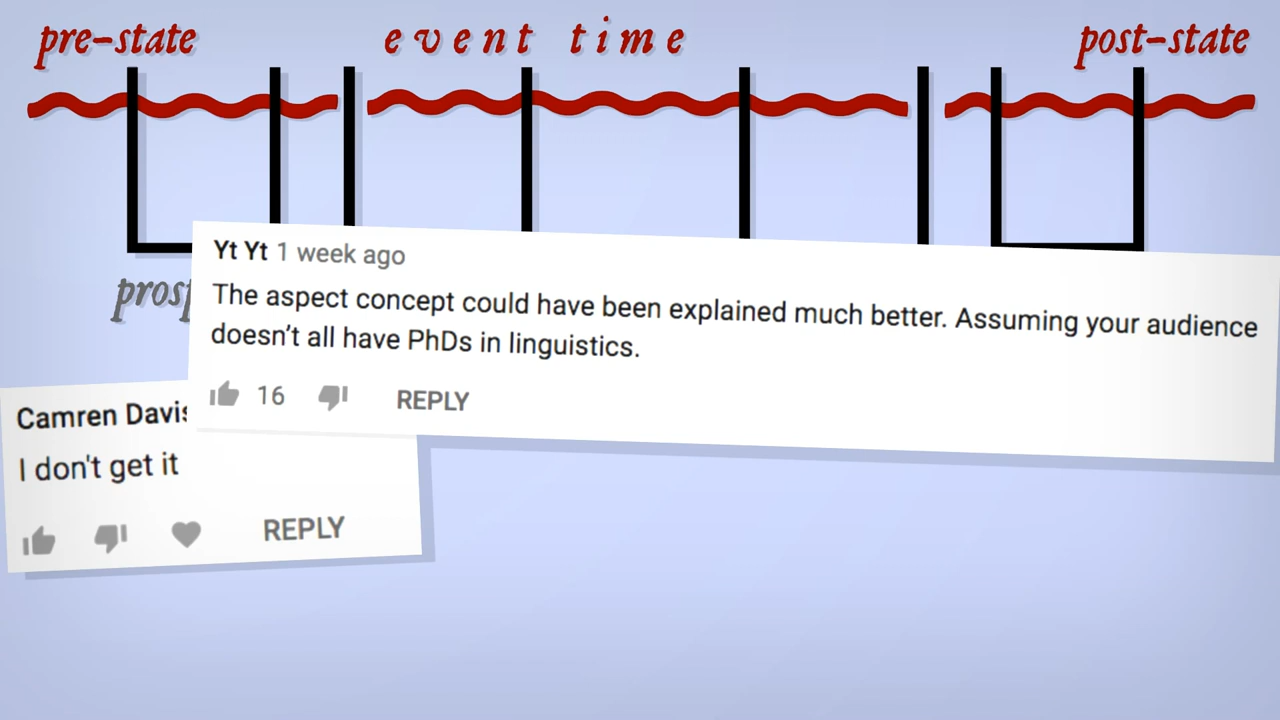 pre-state
event time
post-state
Yt Yt 1 week ago
The aspect concept could have been explained much better. Assuming your audience
doesn't all have PhDs in linguistics.
16 REPLY
Camren Davis
I don't get it
REPLY